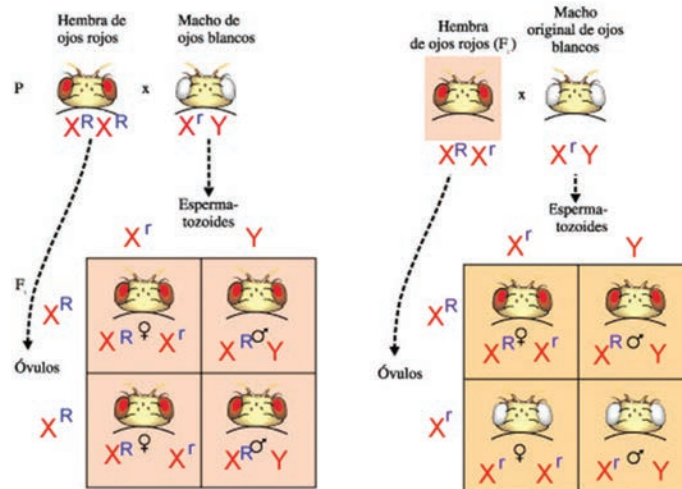 Hembra de
ojos rojos
Macho de
ojos blancos
P
x
X^R X^R
X^r Y
Esperma-
tozoides
X^r
Y
F₁
X^R
X^R ♀ X^r
X^R ♂ Y
Óvulos
X^R
X^R ♀ X^r
X^R ♂ Y
Hembra
de ojos rojos (F₁)
Macho
original de ojos
blancos
x
X^R X^r
X^r Y
Esperma-
tozoides
X^r
Y
X^R
X^R ♀ X^r
X^R ♂ Y
Óvulos
X^r
X^r ♀ X^r
X^r ♂ Y